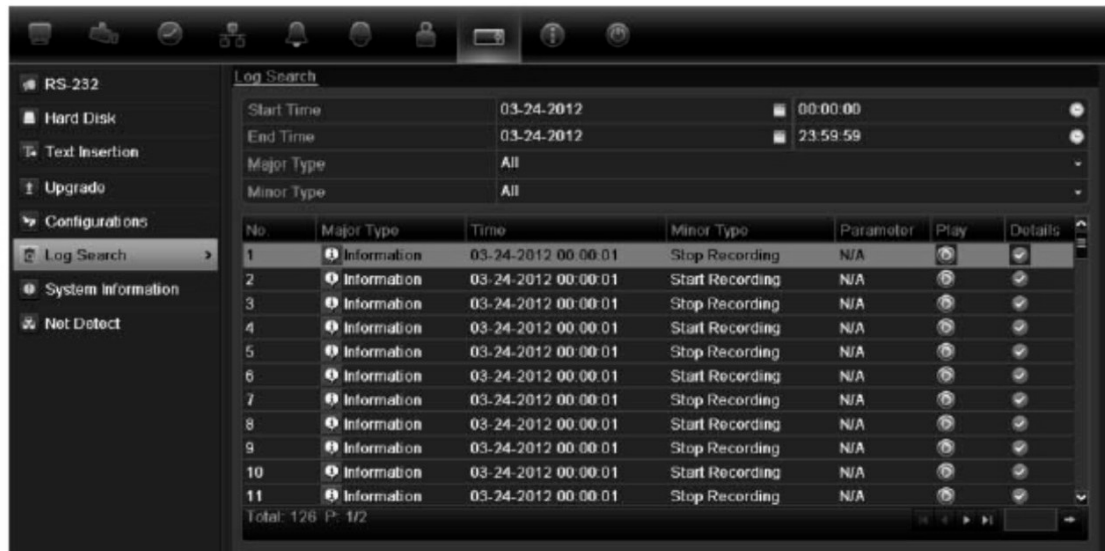 RS-232
Hard Disk
Text Insertion
Upgrade
Configurations
Log Search
System Information
Net Detect
Log Search
Start Time 03-24-2012 00:00:00
End Time 03-24-2012 23:59:59
Major Type All
Minor Type All
No. Major Type Time Minor Type Parameter Play Details
1 Information 03-24-2012 00:00:01 Stop Recording N/A
2 Information 03-24-2012 00:00:01 Start Recording N/A
3 Information 03-24-2012 00:00:01 Stop Recording N/A
4 Information 03-24-2012 00:00:01 Start Recording N/A
5 Information 03-24-2012 00:00:01 Stop Recording N/A
6 Information 03-24-2012 00:00:01 Start Recording N/A
7 Information 03-24-2012 00:00:01 Stop Recording N/A
8 Information 03-24-2012 00:00:01 Start Recording N/A
9 Information 03-24-2012 00:00:01 Stop Recording N/A
10 Information 03-24-2012 00:00:01 Start Recording N/A
11 Information 03-24-2012 00:00:01 Stop Recording N/A
Total: 126 P: 1/2